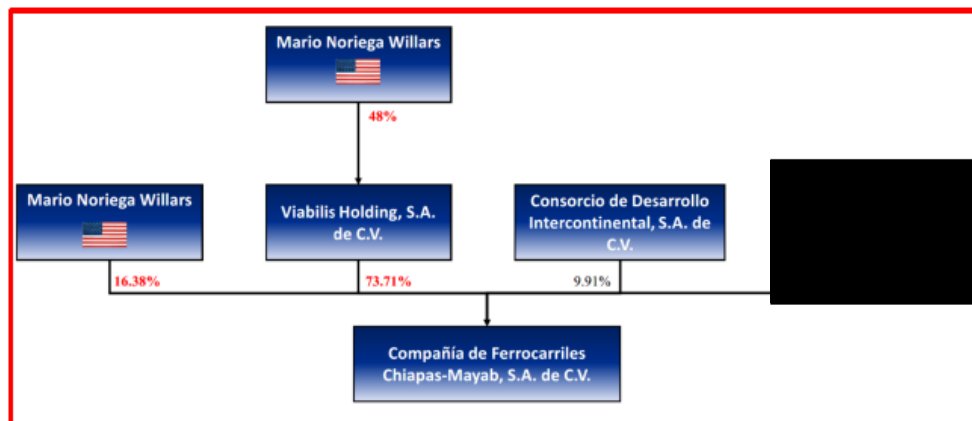 Mario Noriega Willars
48%
Mario Noriega Willars
Viabilis Holding, S.A.
de C.V.
Consorcio de Desarrollo
Intercontinental, S.A. de
C.V.
16.38%
73.71%
9.91%
Compañía de Ferrocarriles
Chiapas-Mayab, S.A. de C.V.